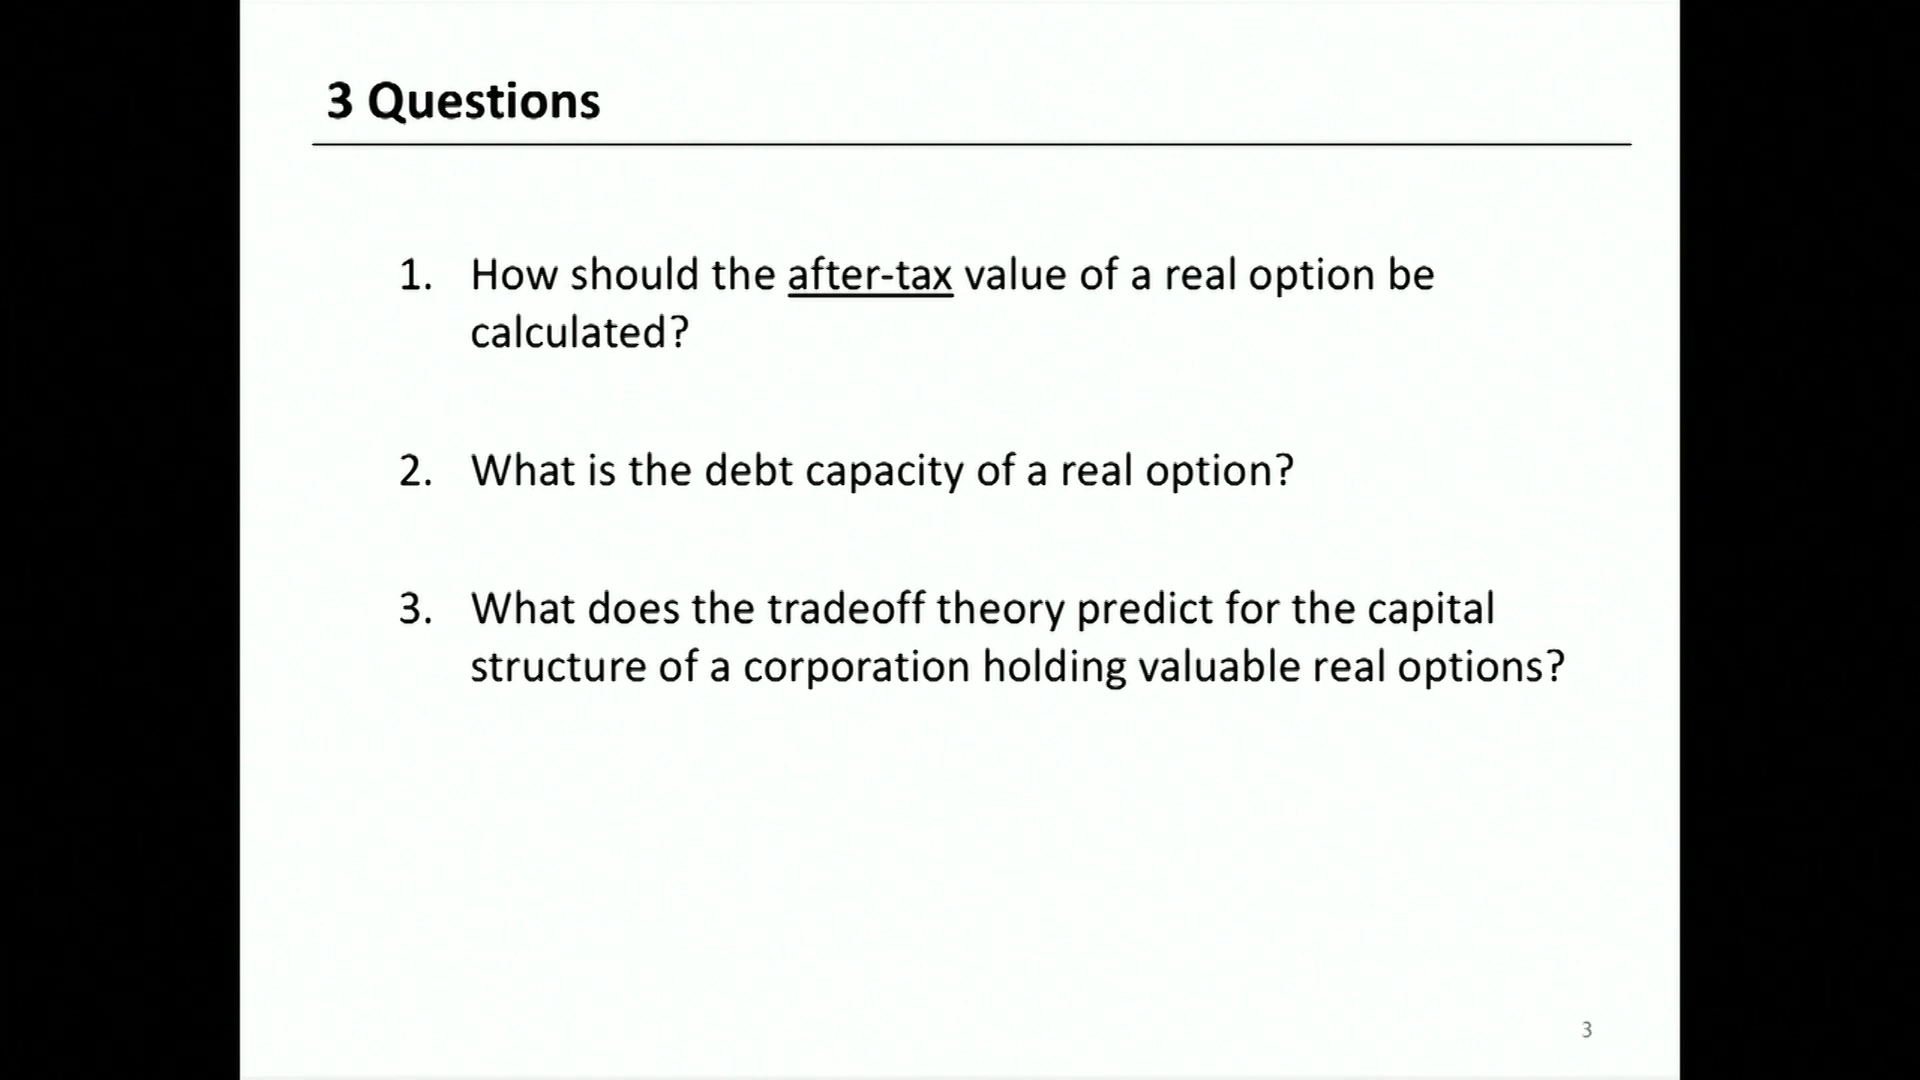 3 Questions
1. How should the after-tax value of a real option be
calculated?
2. What is the debt capacity of a real option?
3. What does the tradeoff theory predict for the capital
structure of a corporation holding valuable real options?
3